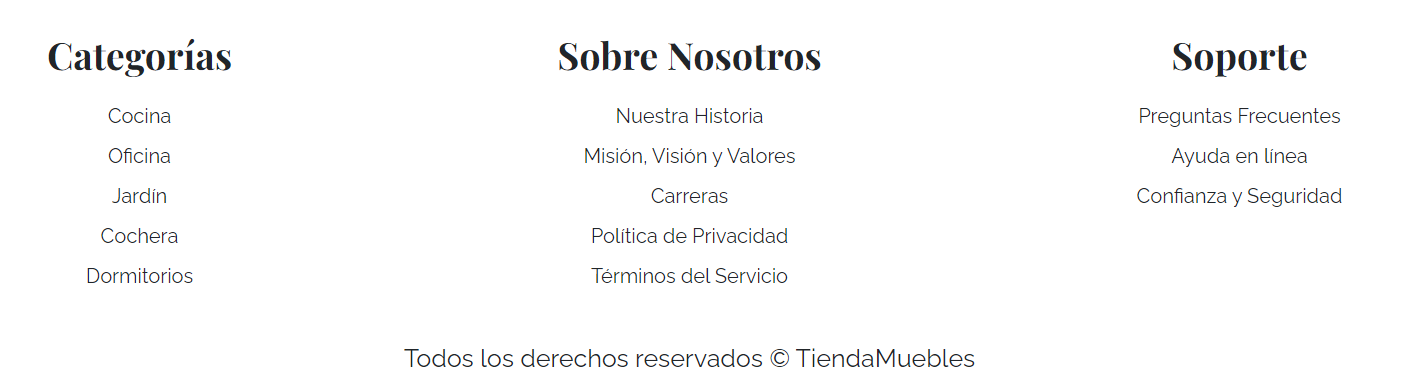 Categorías
Cocina
Oficina
Jardín
Cochera
Dormitorios
Sobre Nosotros
Nuestra Historia
Misión, Visión y Valores
Carreras
Política de Privacidad
Términos del Servicio
Soporte
Preguntas Frecuentes
Ayuda en línea
Confianza y Seguridad
Todos los derechos reservados © TiendaMuebles